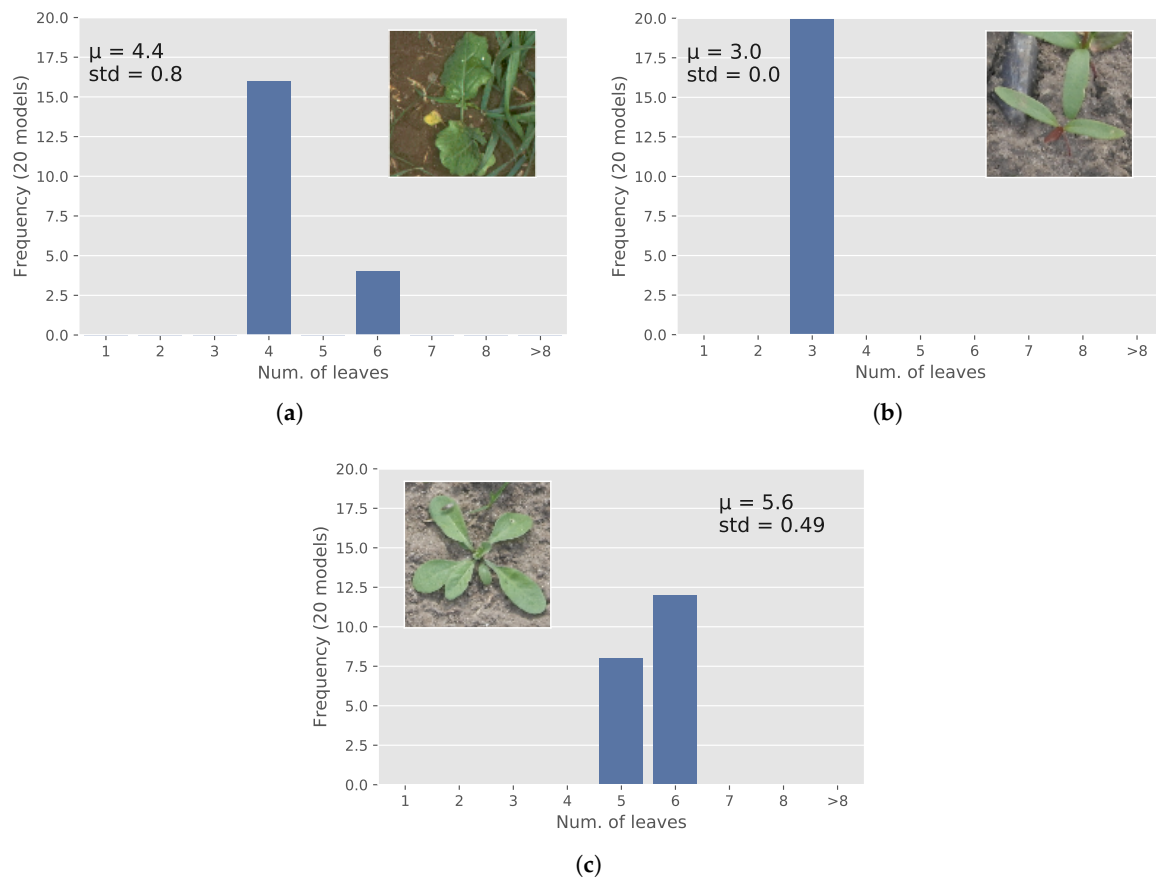 20.0
17.5
15.0
12.5
10.0
7.5
5.0
2.5
0.0
Frequency (20 models)
μ = 4.4
std = 0.8
1 2 3 4 5 6 7 8 >8
Num. of leaves
(a)
20.0
17.5
15.0
12.5
10.0
7.5
5.0
2.5
0.0
Frequency (20 models)
μ = 3.0
std = 0.0
1 2 3 4 5 6 7 8 >8
Num. of leaves
(b)
20.0
17.5
15.0
12.5
10.0
7.5
5.0
2.5
0.0
Frequency (20 models)
μ = 5.6
std = 0.49
1 2 3 4 5 6 7 8 >8
Num. of leaves
(c)